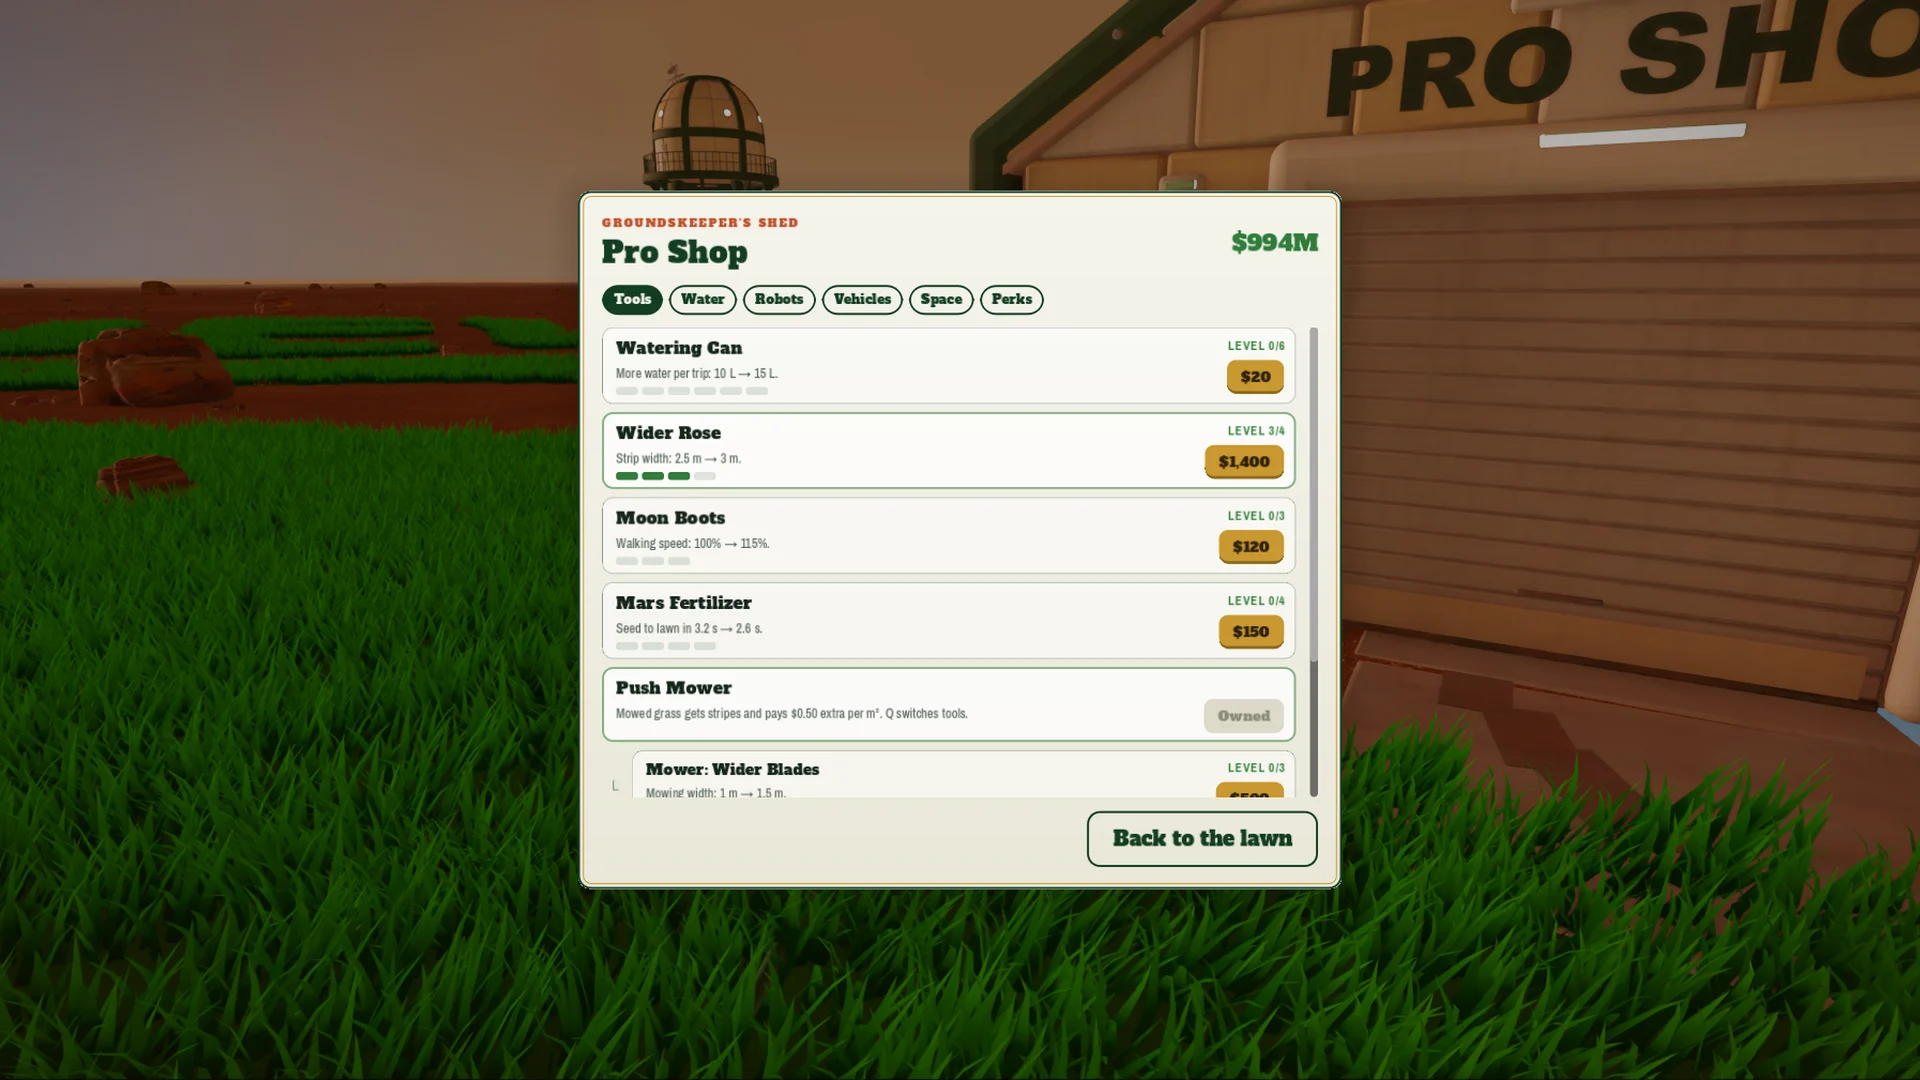 PRO SHO
GROUNDSKEEPER'S SHED
Pro Shop
$994M
Tools
Water
Robots
Vehicles
Space
Perks
Watering Can
LEVEL 0/6
More water per trip: 10 L → 15 L.
$20
Wider Rose
LEVEL 3/4
Strip width: 2.5 m → 3 m.
$1,400
Moon Boots
LEVEL 0/3
Walking speed: 100% → 115%.
$120
Mars Fertilizer
LEVEL 0/4
Seed to lawn in 3.2 s → 2.6 s.
$150
Push Mower
Mowed grass gets stripes and pays $0.50 extra per m². Q switches tools.
Owned
Mower: Wider Blades
LEVEL 0/3
Mowing width: 1 m → 1.5 m.
$500
Back to the lawn